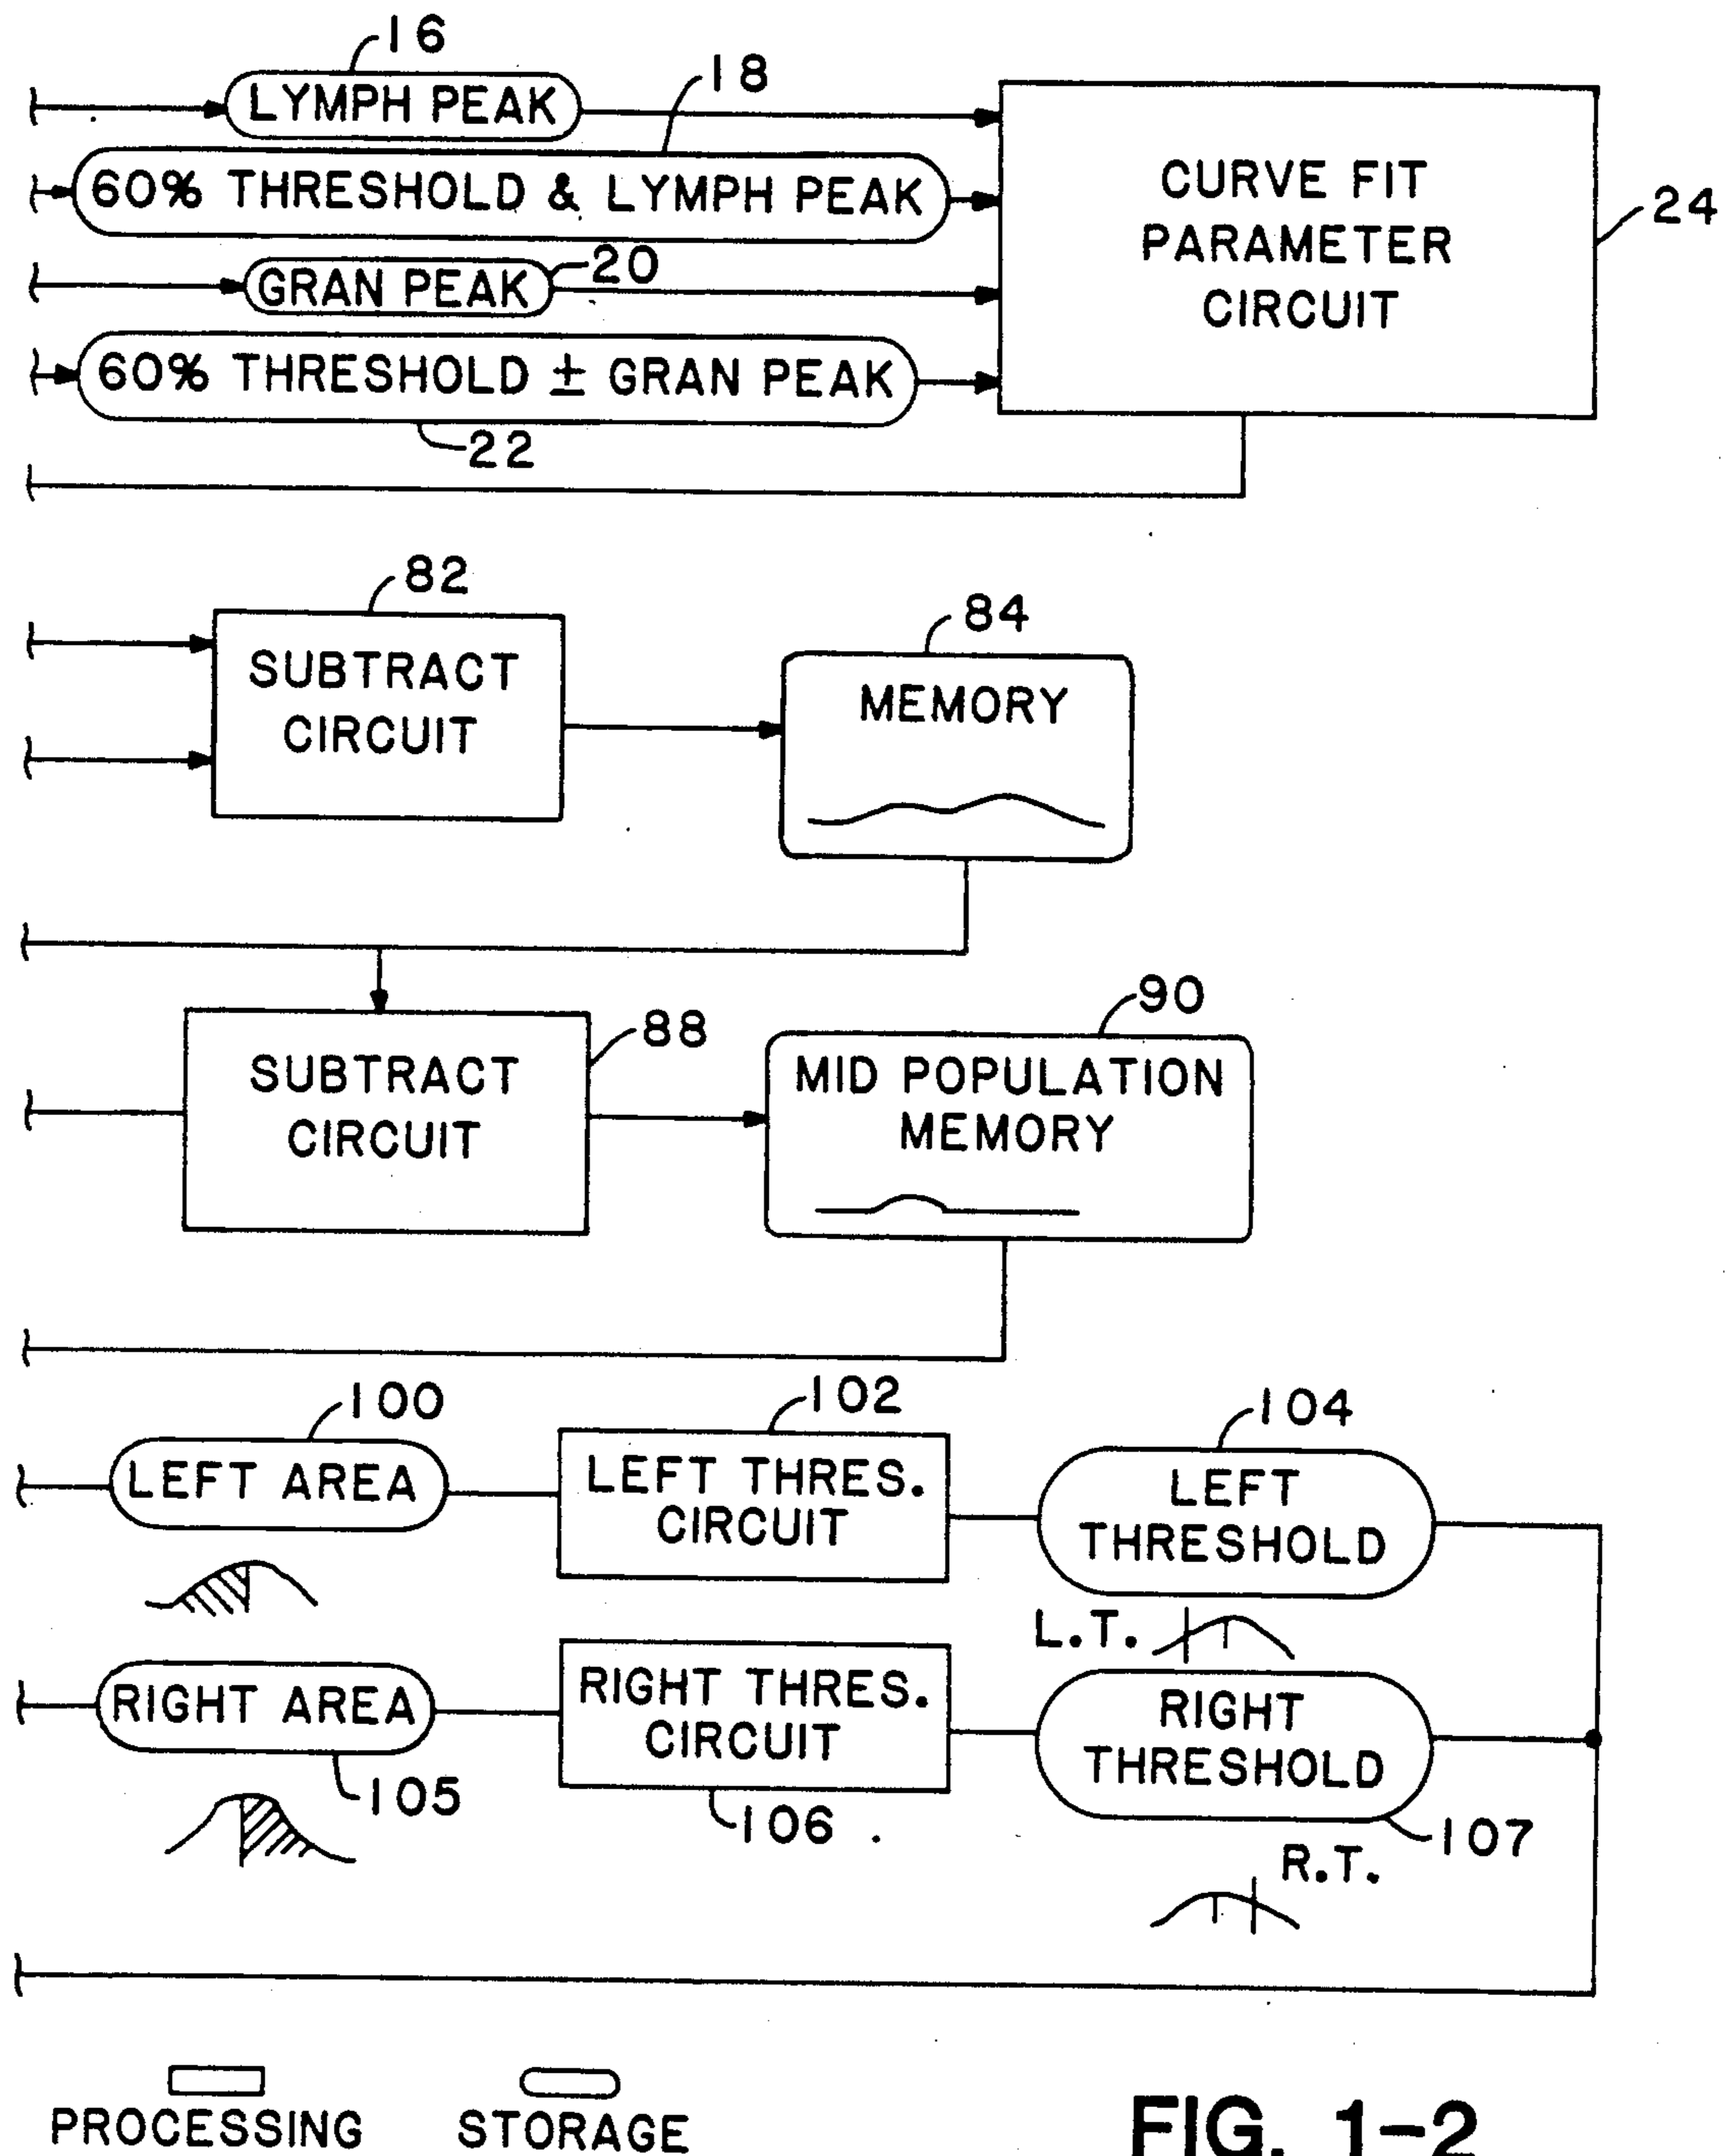 16
LYMPH PEAK
18
60% THRESHOLD & LYMPH PEAK
20
GRAN PEAK
60% THRESHOLD ± GRAN PEAK
22
CURVE FIT
PARAMETER
CIRCUIT
24
82
SUBTRACT
CIRCUIT
84
MEMORY
88
SUBTRACT
CIRCUIT
90
MID POPULATION
MEMORY
100
LEFT AREA
102
LEFT THRES.
CIRCUIT
104
LEFT
THRESHOLD
L.T.
RIGHT AREA
105
RIGHT THRES.
CIRCUIT
106
RIGHT
THRESHOLD
107
R.T.
PROCESSING
STORAGE
FIG. 1-2